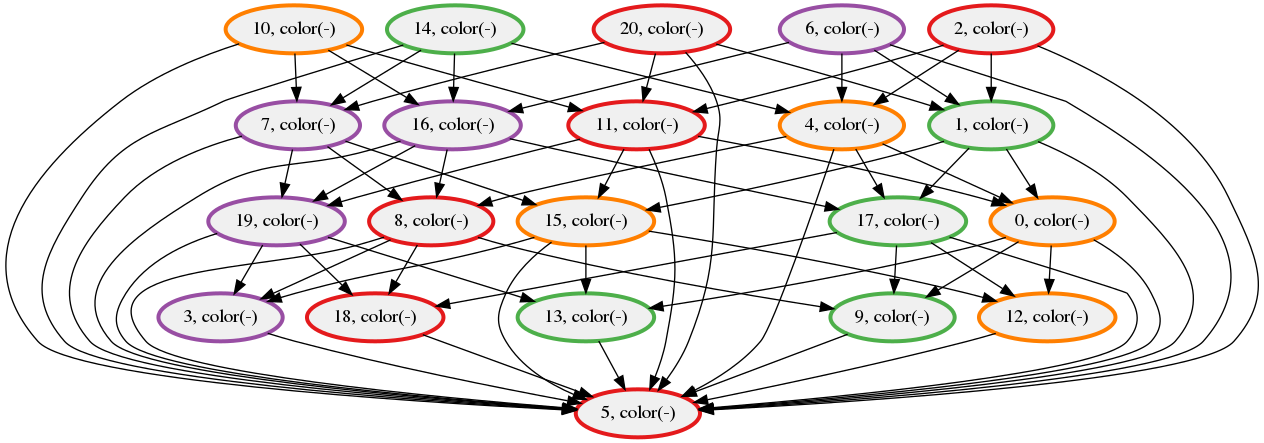 10, color(-)
14, color(-)
20, color(-)
6, color(-)
2, color(-)
7, color(-)
16, color(-)
11, color(-)
4, color(-)
1, color(-)
19, color(-)
8, color(-)
15, color(-)
17, color(-)
0, color(-)
3, color(-)
18, color(-)
13, color(-)
9, color(-)
12, color(-)
5, color(-)